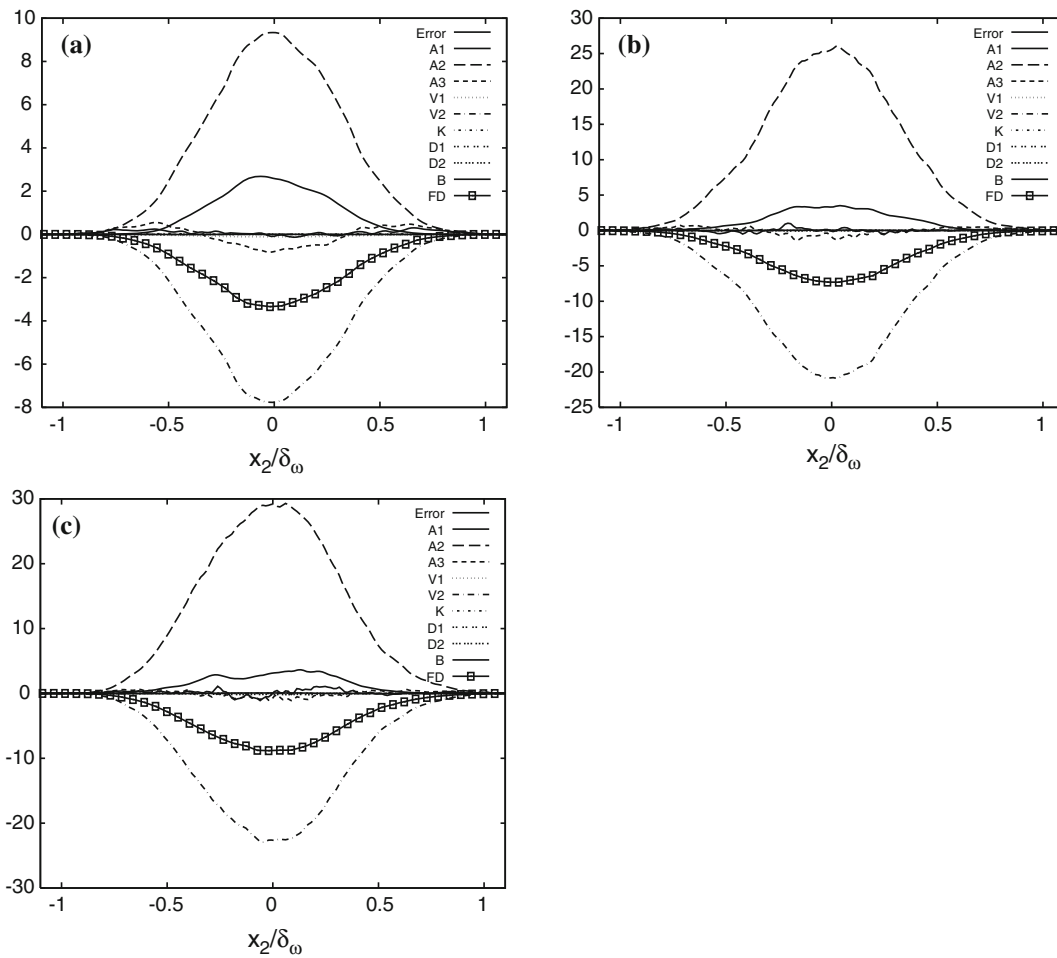 (a)
10
8
6
4
2
0
-2
-4
-6
-8
-1
-0.5
0
0.5
1
x₂/δω
Error
A1
A2
A3
V1
V2
K
D1
D2
B
FD
(b)
30
25
20
15
10
5
0
-5
-10
-15
-20
-25
-1
-0.5
0
0.5
1
x₂/δω
Error
A1
A2
A3
V1
V2
K
D1
D2
B
FD
(c)
30
20
10
0
-10
-20
-30
-1
-0.5
0
0.5
1
x₂/δω
Error
A1
A2
A3
V1
V2
K
D1
D2
B
FD